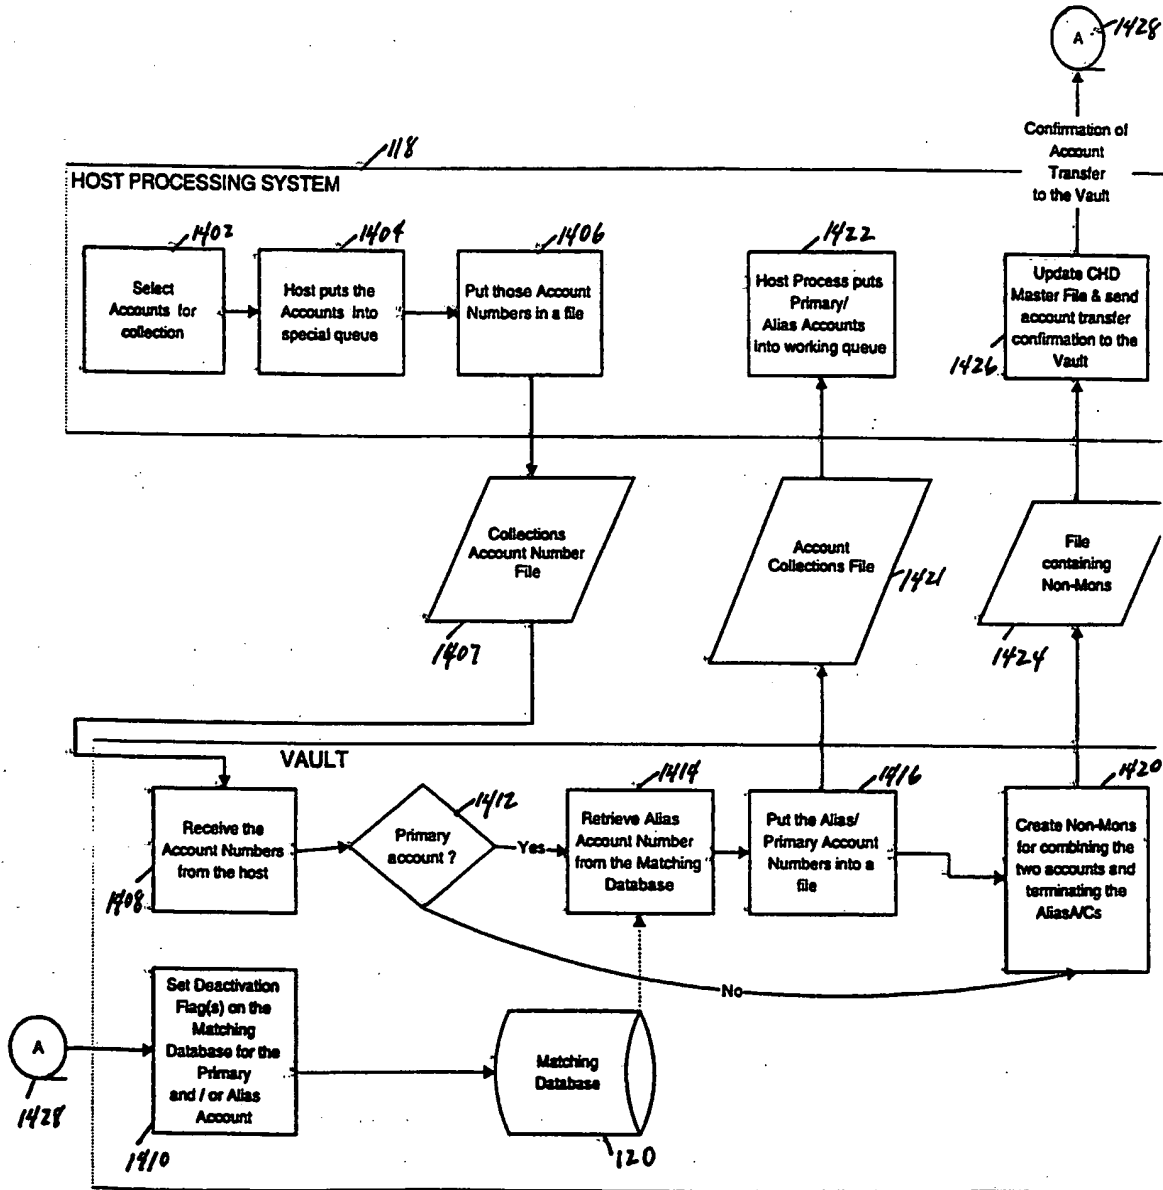 A
1428
Confirmation of
Account
Transfer
to the Vault
118
HOST PROCESSING SYSTEM
1402
Select
Accounts for
collection
1404
Host puts the
Accounts into
special queue
1406
Put those Account
Numbers in a file
1422
Host Process puts
Primary/
Alias Accounts
into working queue
Update CHD
Master File & send
account transfer
confirmation to the
Vault
1426
Collections
Account Number
File
1407
Account
Collections File
1421
File
containing
Non-Mons
1424
VAULT
Receive the
Account Numbers
from the host
1408
1412
Primary
account ?
Yes
1414
Retrieve Alias
Account Number
from the Matching
Database
1416
Put the Alias/
Primary Account
Numbers into a
file
1420
Create Non-Mons
for combining the
two accounts and
terminating the
AliasA/Cs
No
A
1428
Set Deactivation
Flag(s) on the
Matching
Database for the
Primary
and / or Alias
Account
1410
Matching
Database
120